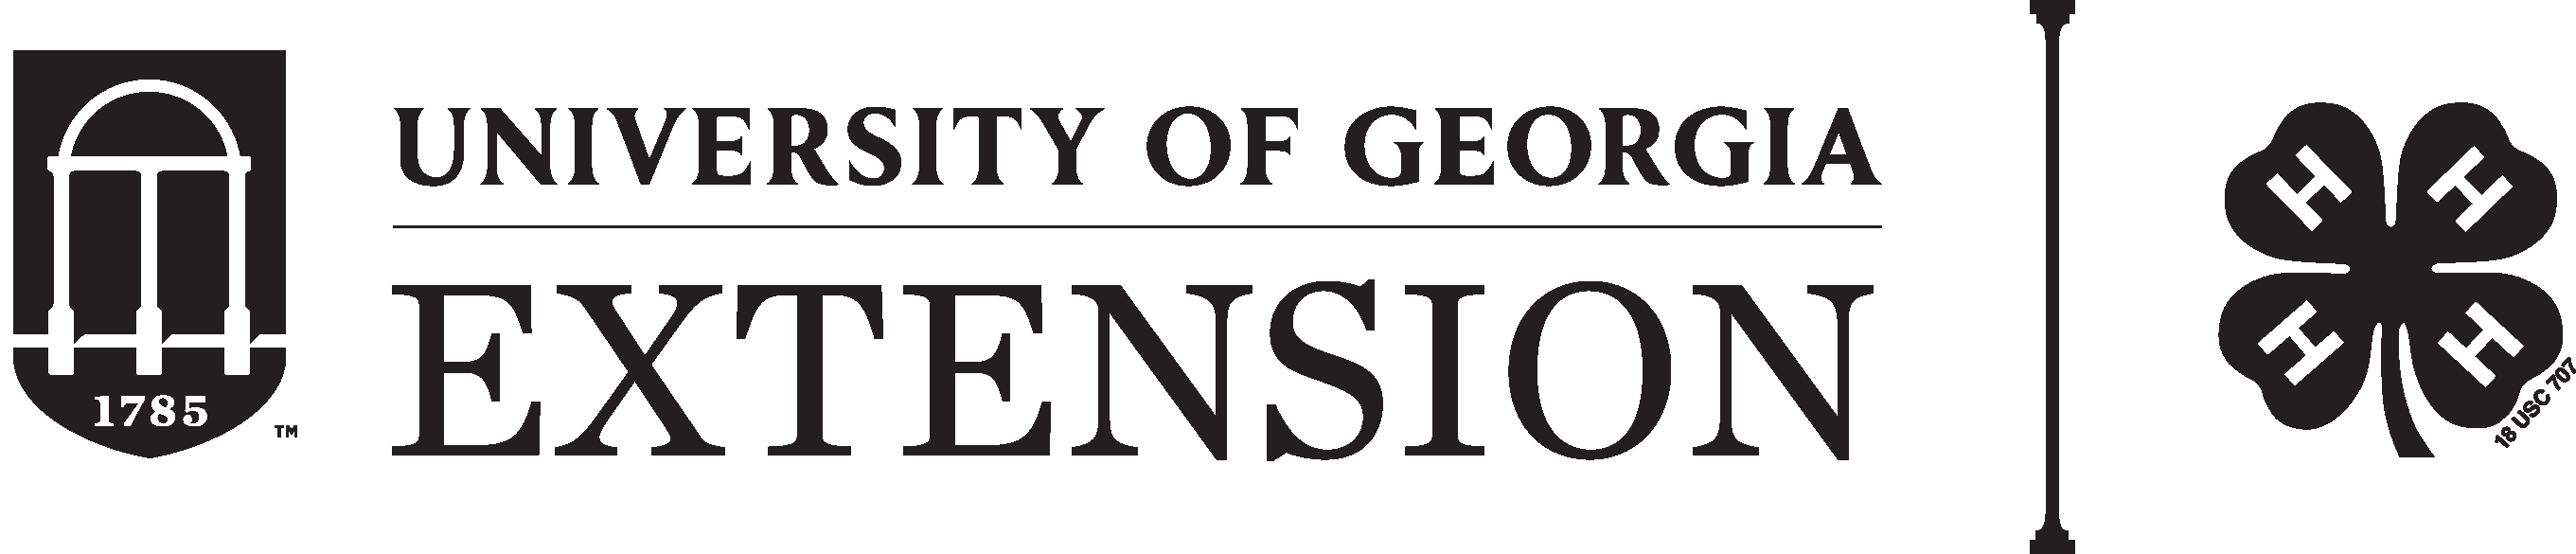 1785
TM
UNIVERSITY OF GEORGIA
EXTENSION
H H
H H
18 USC 707